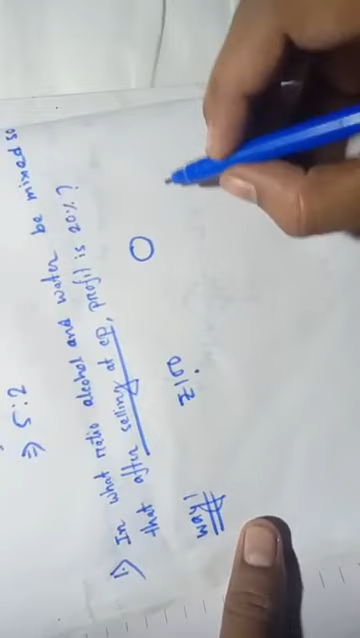 ⇒ 5:2
1.) In what ratio alcohol and water be mixed so
that after selling at cp, profit is 20%?
O
way1